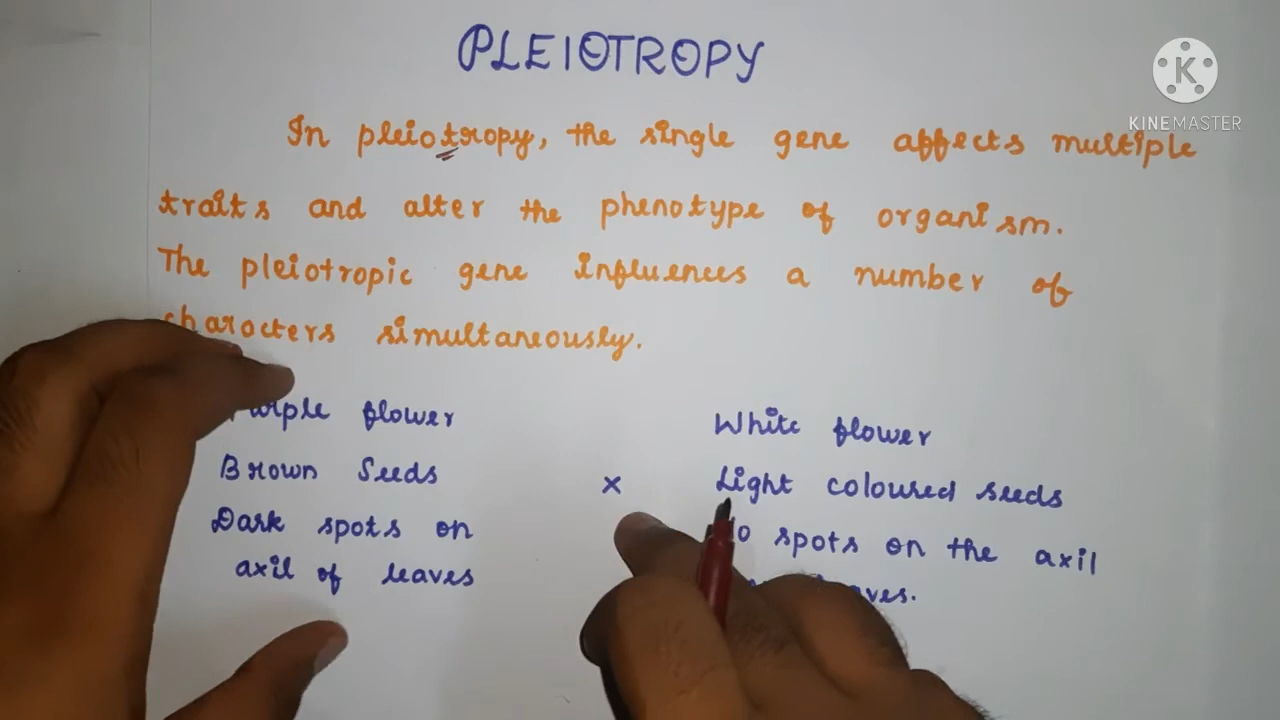 PLEIOTROPY
KINEMASTER
In pleiotropy, the single gene affects multiple
traits and alter the phenotype of organism.
The pleiotropic gene influences a number of
characters simultaneously.
Purple flower
Brown Seeds
Dark spots on
axil of leaves
×
White flower
Light coloured seeds
spots on the axil